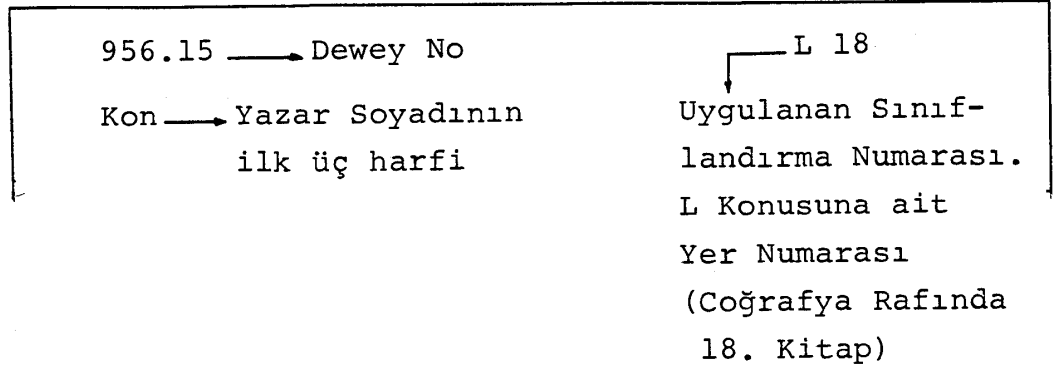 956.15 → Dewey No
Kon → Yazar Soyadının
ilk üç harfi
L 18
Uygulanan Sınıf-
landırma Numarası.
L Konusuna ait
Yer Numarası
(Coğrafya Rafında
18. Kitap)